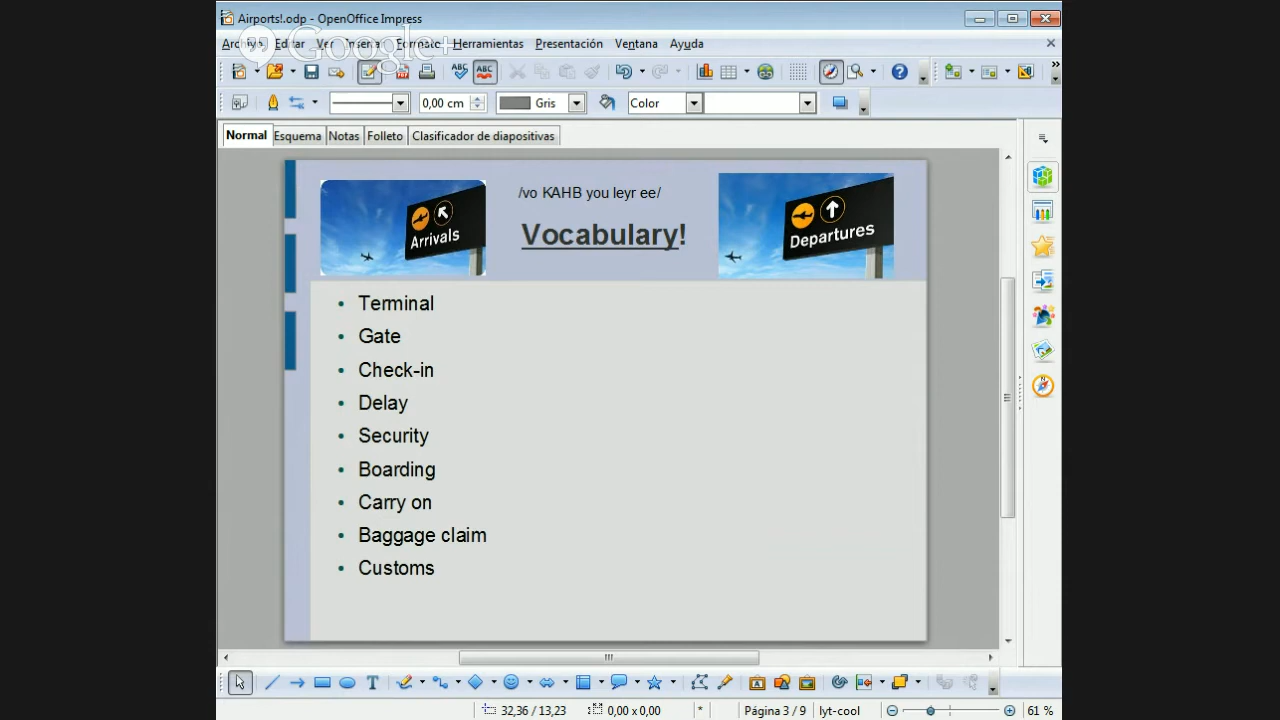 Airports!.odp - OpenOffice Impress
Archivo Editar Ver Insertar Formato Herramientas Presentación Ventana Ayuda
Google+
ABC ABC
0,00 cm Gris Color
Normal Esquema Notas Folleto Clasificador de diapositivas
/vo KAHB you leyr ee/
Vocabulary!
Arrivals
Departures
• Terminal
• Gate
• Check-in
• Delay
• Security
• Boarding
• Carry on
• Baggage claim
• Customs
32,36 / 13,23 0,00 x 0,00 * Página 3 / 9 lyt-cool 61 %